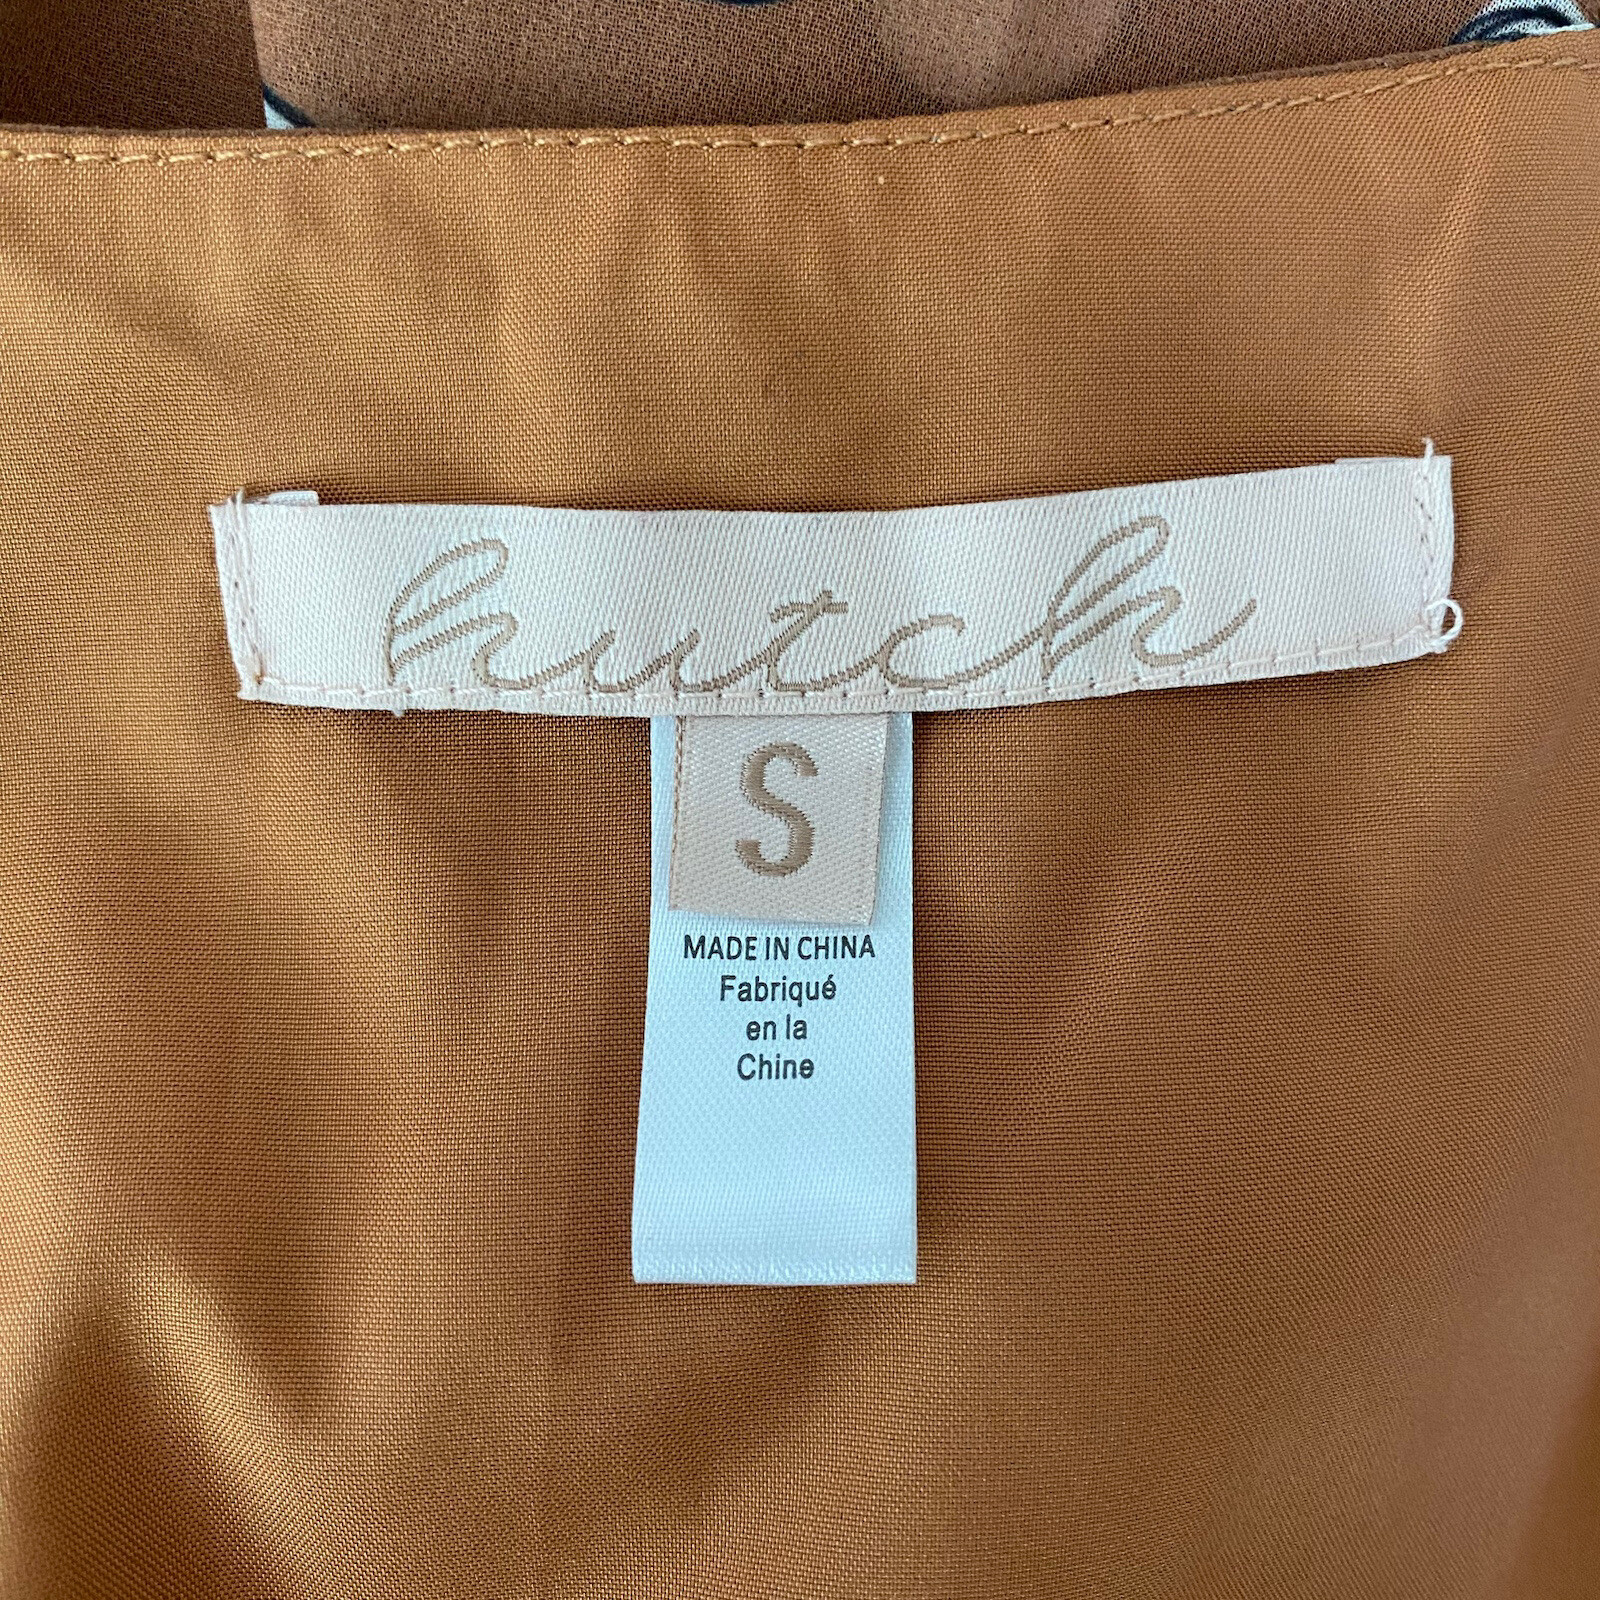 hutch
S
MADE IN CHINA
Fabriqué
en la
Chine